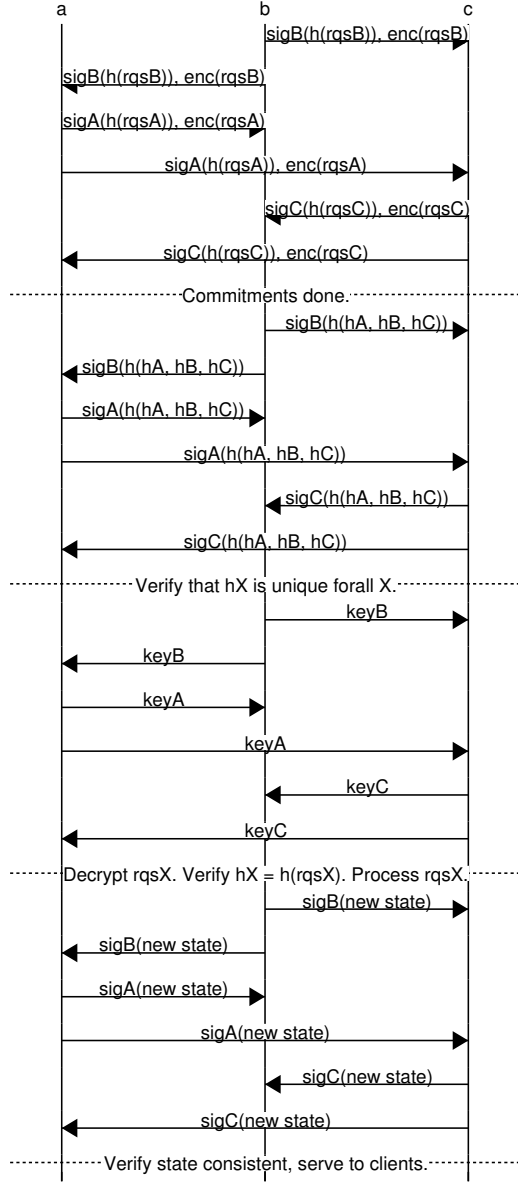 a b c
sigB(h(rqsB)), enc(rqsB)
sigB(h(rqsB)), enc(rqsB)
sigA(h(rqsA)), enc(rqsA)
sigA(h(rqsA)), enc(rqsA)
sigC(h(rqsC)), enc(rqsC)
sigC(h(rqsC)), enc(rqsC)
Commitments done.
sigB(h(hA, hB, hC))
sigB(h(hA, hB, hC))
sigA(h(hA, hB, hC))
sigA(h(hA, hB, hC))
sigC(h(hA, hB, hC))
sigC(h(hA, hB, hC))
Verify that hX is unique forall X.
keyB
keyB
keyA
keyA
keyC
keyC
Decrypt rqsX. Verify hX = h(rqsX). Process rqsX.
sigB(new state)
sigB(new state)
sigA(new state)
sigA(new state)
sigC(new state)
sigC(new state)
Verify state consistent, serve to clients.